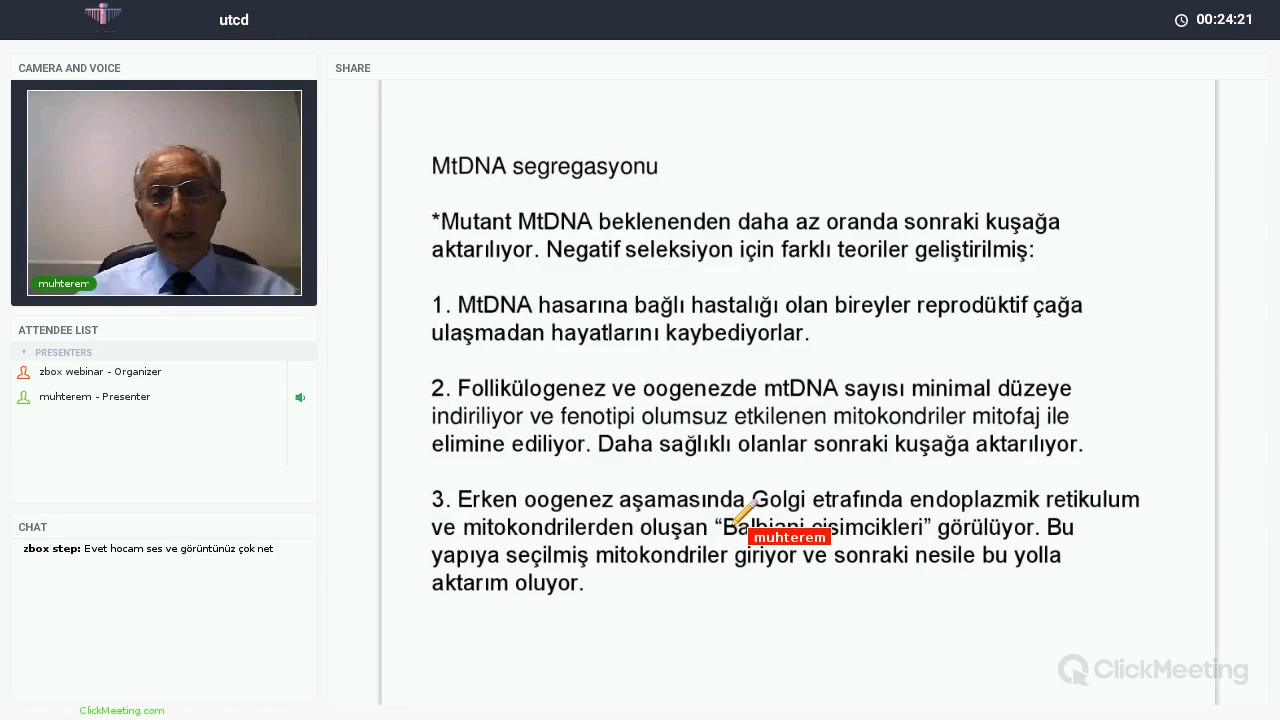 utcd
00:24:21
CAMERA AND VOICE
muhterem
ATTENDEE LIST
PRESENTERS
zbox webinar - Organizer
muhterem - Presenter
CHAT
zbox step: Evet hocam ses ve görüntünüz çok net
ClickMeeting.com
SHARE
MtDNA segregasyonu
*Mutant MtDNA beklenenden daha az oranda sonraki kuşağa
aktarılıyor. Negatif seleksiyon için farklı teoriler geliştirilmiş:
1. MtDNA hasarına bağlı hastalığı olan bireyler reprodüktif çağa
ulaşmadan hayatlarını kaybediyorlar.
2. Follikülogenez ve oogenezde mtDNA sayısı minimal düzeye
indiriliyor ve fenotipi olumsuz etkilenen mitokondriler mitofaj ile
elimine ediliyor. Daha sağlıklı olanlar sonraki kuşağa aktarılıyor.
3. Erken oogenez aşamasında Golgi etrafında endoplazmik retikulum
ve mitokondrilerden oluşan “Balbiani cisimcikleri” görülüyor. Bu
muhterem
yapıya seçilmiş mitokondriler giriyor ve sonraki nesile bu yolla
aktarım oluyor.
ClickMeeting